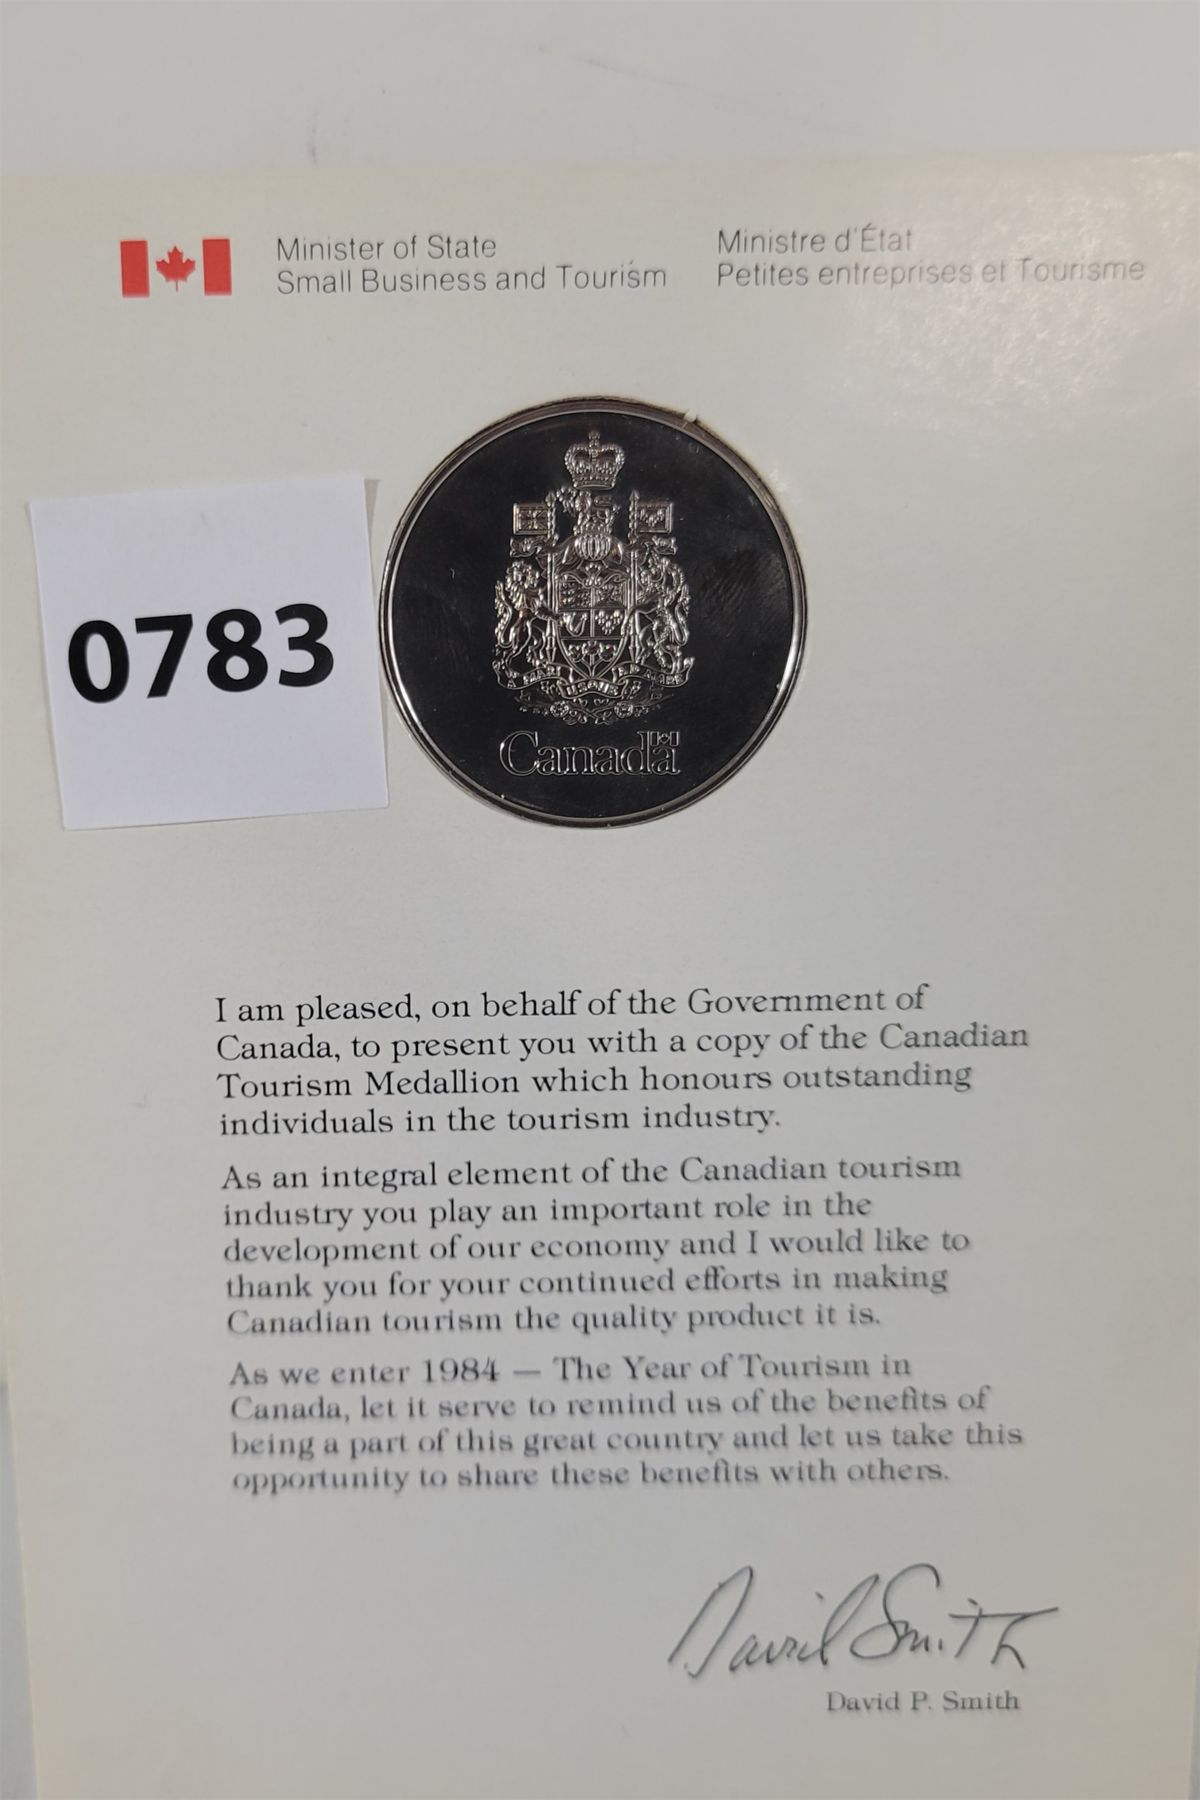 Minister of State
Small Business and Tourism
Ministre d'État
Petites entreprises et Tourisme
0783
A MARI USQUE AD MARE
Canada
I am pleased, on behalf of the Government of
Canada, to present you with a copy of the Canadian
Tourism Medallion which honours outstanding
individuals in the tourism industry.
As an integral element of the Canadian tourism
industry you play an important role in the
development of our economy and I would like to
thank you for your continued efforts in making
Canadian tourism the quality product it is.
As we enter 1984 — The Year of Tourism in
Canada, let it serve to remind us of the benefits of
being a part of this great country and let us take this
opportunity to share these benefits with others.
David Smith
David P. Smith